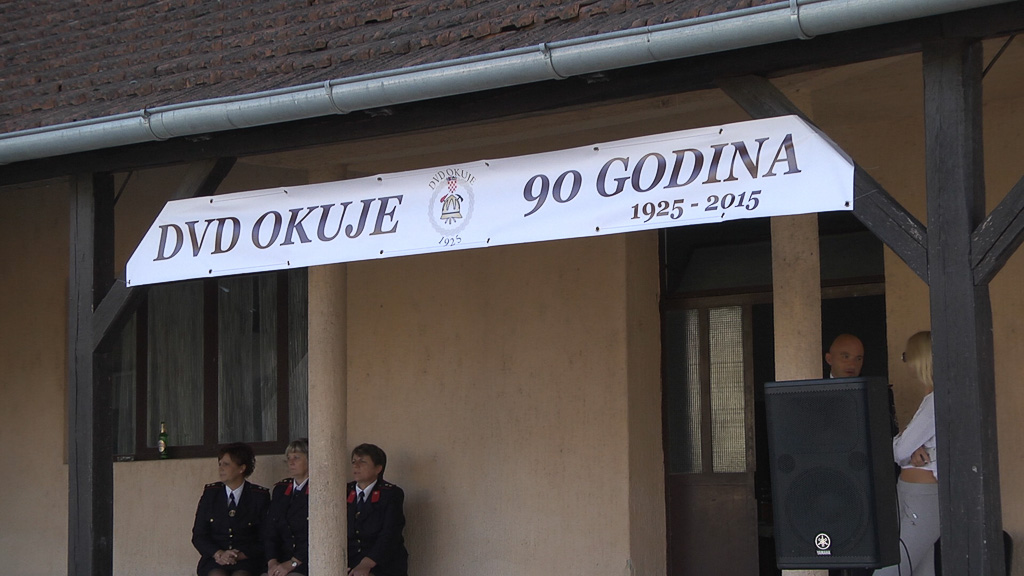 DVD OKUJE
DVD OKUJE
1925
90 GODINA
1925 - 2015
YAMAHA